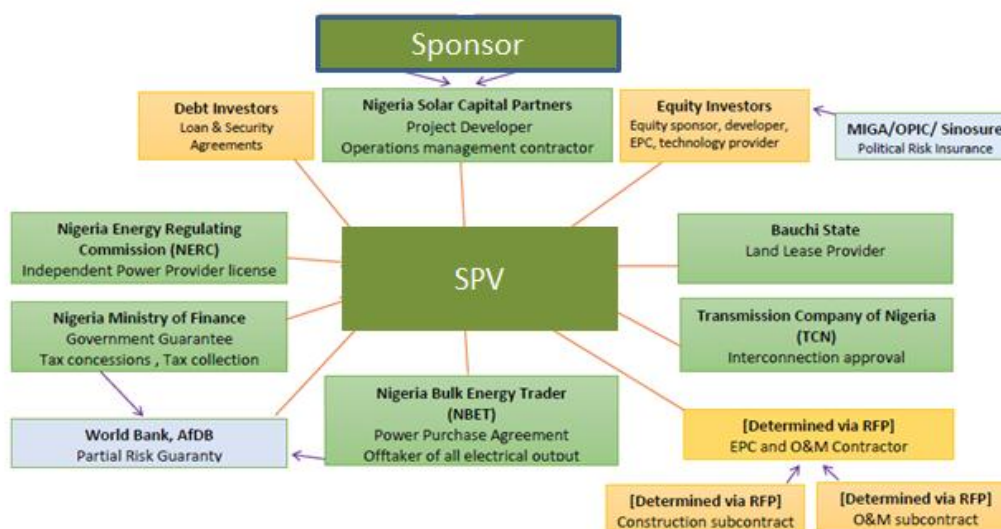 Sponsor
Debt Investors
Loan & Security
Agreements
Nigeria Solar Capital Partners
Project Developer
Operations management contractor
Equity Investors
Equity sponsor, developer,
EPC, technology provider
MIGA/OPIC/ Sinosure
Political Risk Insurance
Nigeria Energy Regulating
Commission (NERC)
Independent Power Provider license
SPV
Bauchi State
Land Lease Provider
Nigeria Ministry of Finance
Government Guarantee
Tax concessions , Tax collection
Transmission Company of Nigeria
(TCN)
Interconnection approval
World Bank, AfDB
Partial Risk Guaranty
Nigeria Bulk Energy Trader
(NBET)
Power Purchase Agreement
Offtaker of all electrical output
[Determined via RFP]
EPC and O&M Contractor
[Determined via RFP]
Construction subcontract
[Determined via RFP]
O&M subcontract